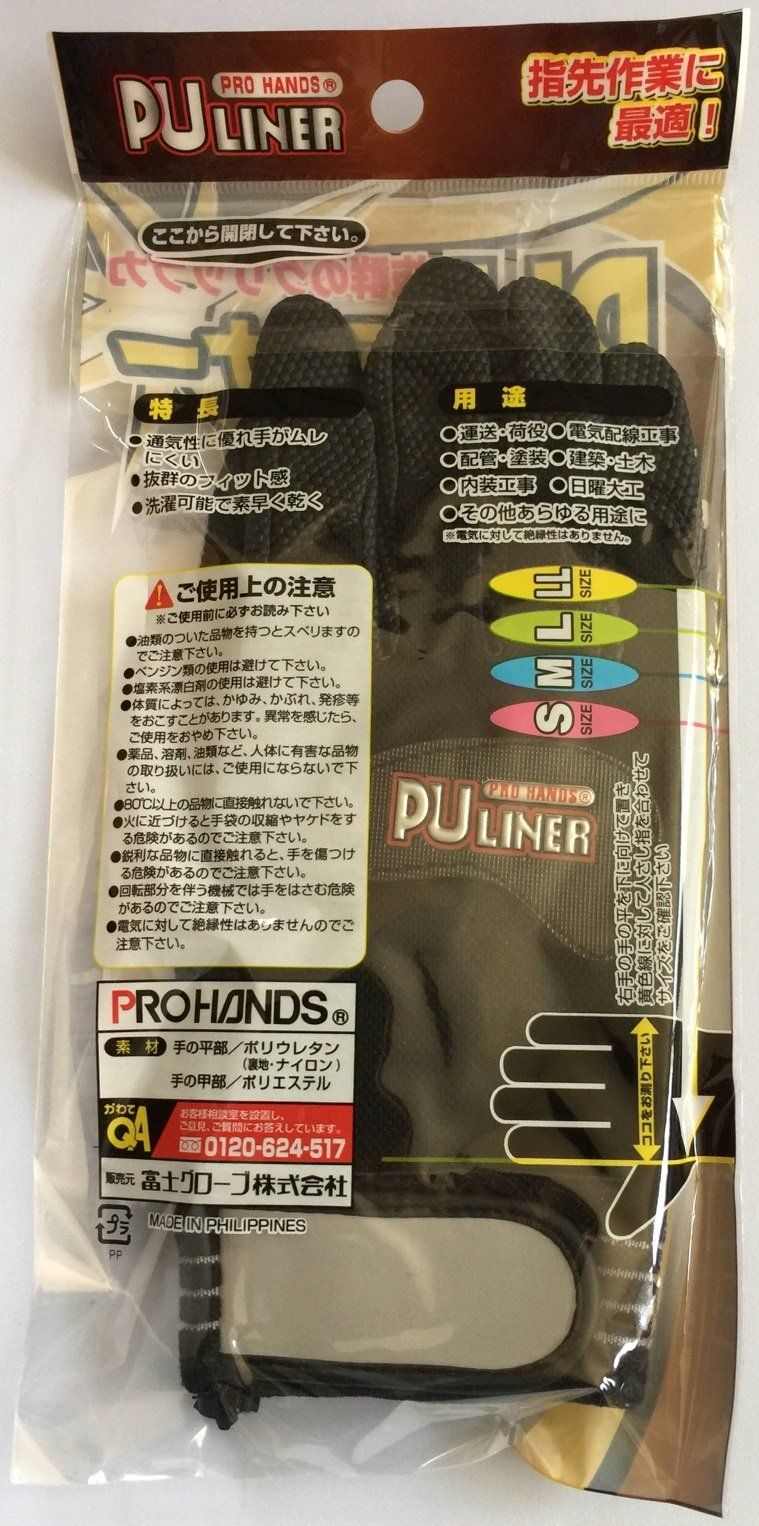 PRO HANDS®
PU LINER
指先作業に
最適!
ここから開閉して下さい。
抜群のグリップ力
特長
●通気性に優れ手がムレ
にくい
●抜群のフィット感
●洗濯可能で素早く乾く
用途
○運送・荷役○電気配線工事
○配管・塗装○建築・土木
○内装工事 ○日曜大工
○その他あらゆる用途に
※電気に対して絶縁性はありません。
LL SIZE
L SIZE
M SIZE
S SIZE
ご使用上の注意
※ご使用前に必ずお読み下さい
●油類のついた品物を持つとスベリますの
でご注意下さい。
●ベンジン類の使用は避けて下さい。
●塩素系漂白剤の使用は避けて下さい。
●体質によっては、かゆみ、かぶれ、発疹等
をおこすことがあります。異常を感じたら、
ご使用をおやめ下さい。
●薬品、溶剤、油類など、人体に有害な品物
の取り扱いには、ご使用にならないで下
さい。
●80℃以上の品物に直接触れないで下さい。
●火に近づけると手袋の収縮やヤケドをす
る危険があるのでご注意下さい。
●鋭利な品物に直接触れると、手を傷つけ
る危険があるのでご注意下さい。
●回転部分を伴う機械では手をはさむ危険
があるのでご注意下さい。
●電気に対して絶縁性はありませんのでご
注意下さい。
PRO HANDS®
PU LINER
右手の手の平を下に向けて置き
黄色線に対して人さし指を合わせて
サイズをご確認下さい
ココをお測り下さい
PROHANDS®
素材 手の平部/ポリウレタン
(裏地・ナイロン)
手の甲部/ポリエステル
がわてQA
お客様相談室を設置し、
ご意見、ご質問にお答えしています。
0120-624-517
販売元 富士グローブ株式会社
プラ
PP
MADE IN PHILIPPINES